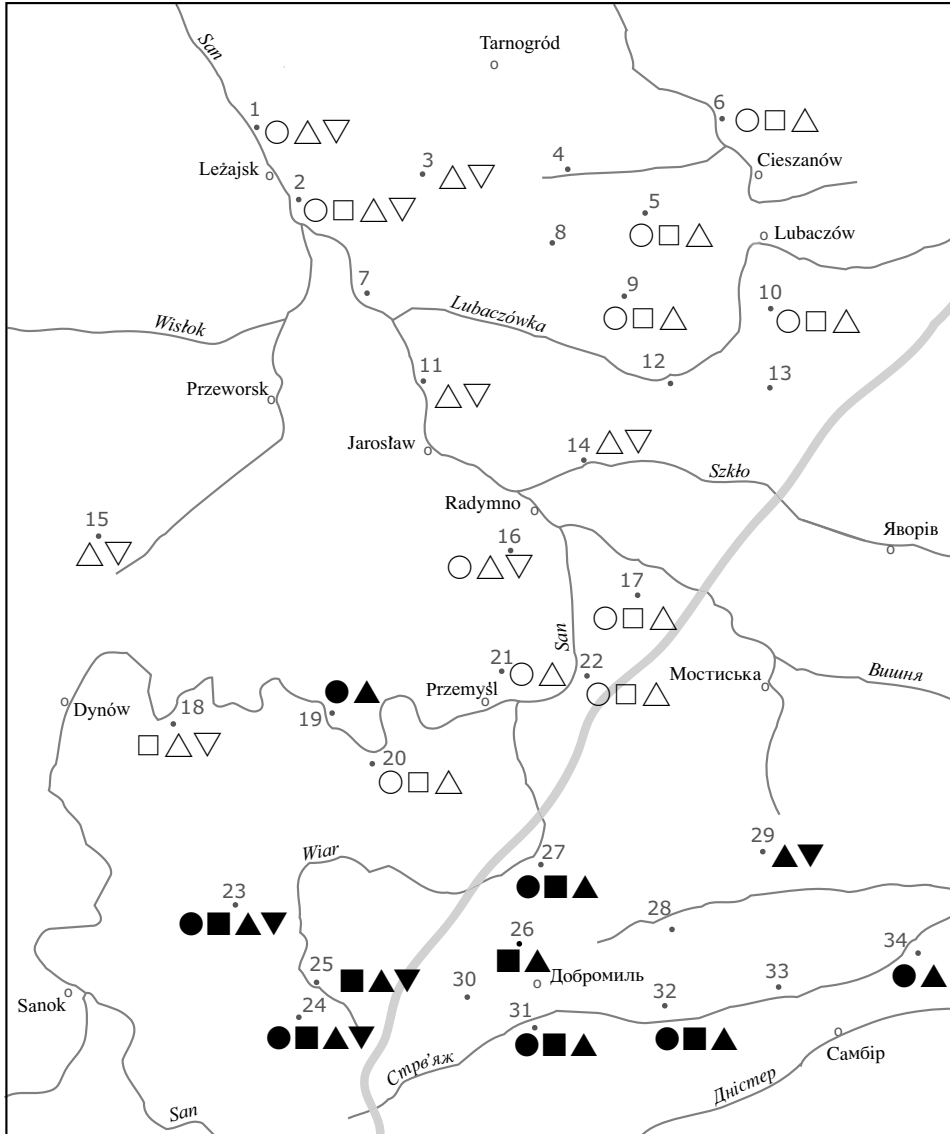 San
Tarnogród
1
6
Leżajsk
3
4
Cieszanów
2
5
8
Lubaczów
7
9
10
Wisłok
Lubaczówka
11
12
13
Przeworsk
Jarosław
14
Szkło
Radymno
15
16
Яворів
17
San
21
22
Przemyśl
Мостиська
Вишня
Dynów
18
19
20
29
Wiar
27
23
28
26
34
25
30
Добромиль
33
Sanok
24
31
32
Самбір
Стрв'яж
Дністер
San